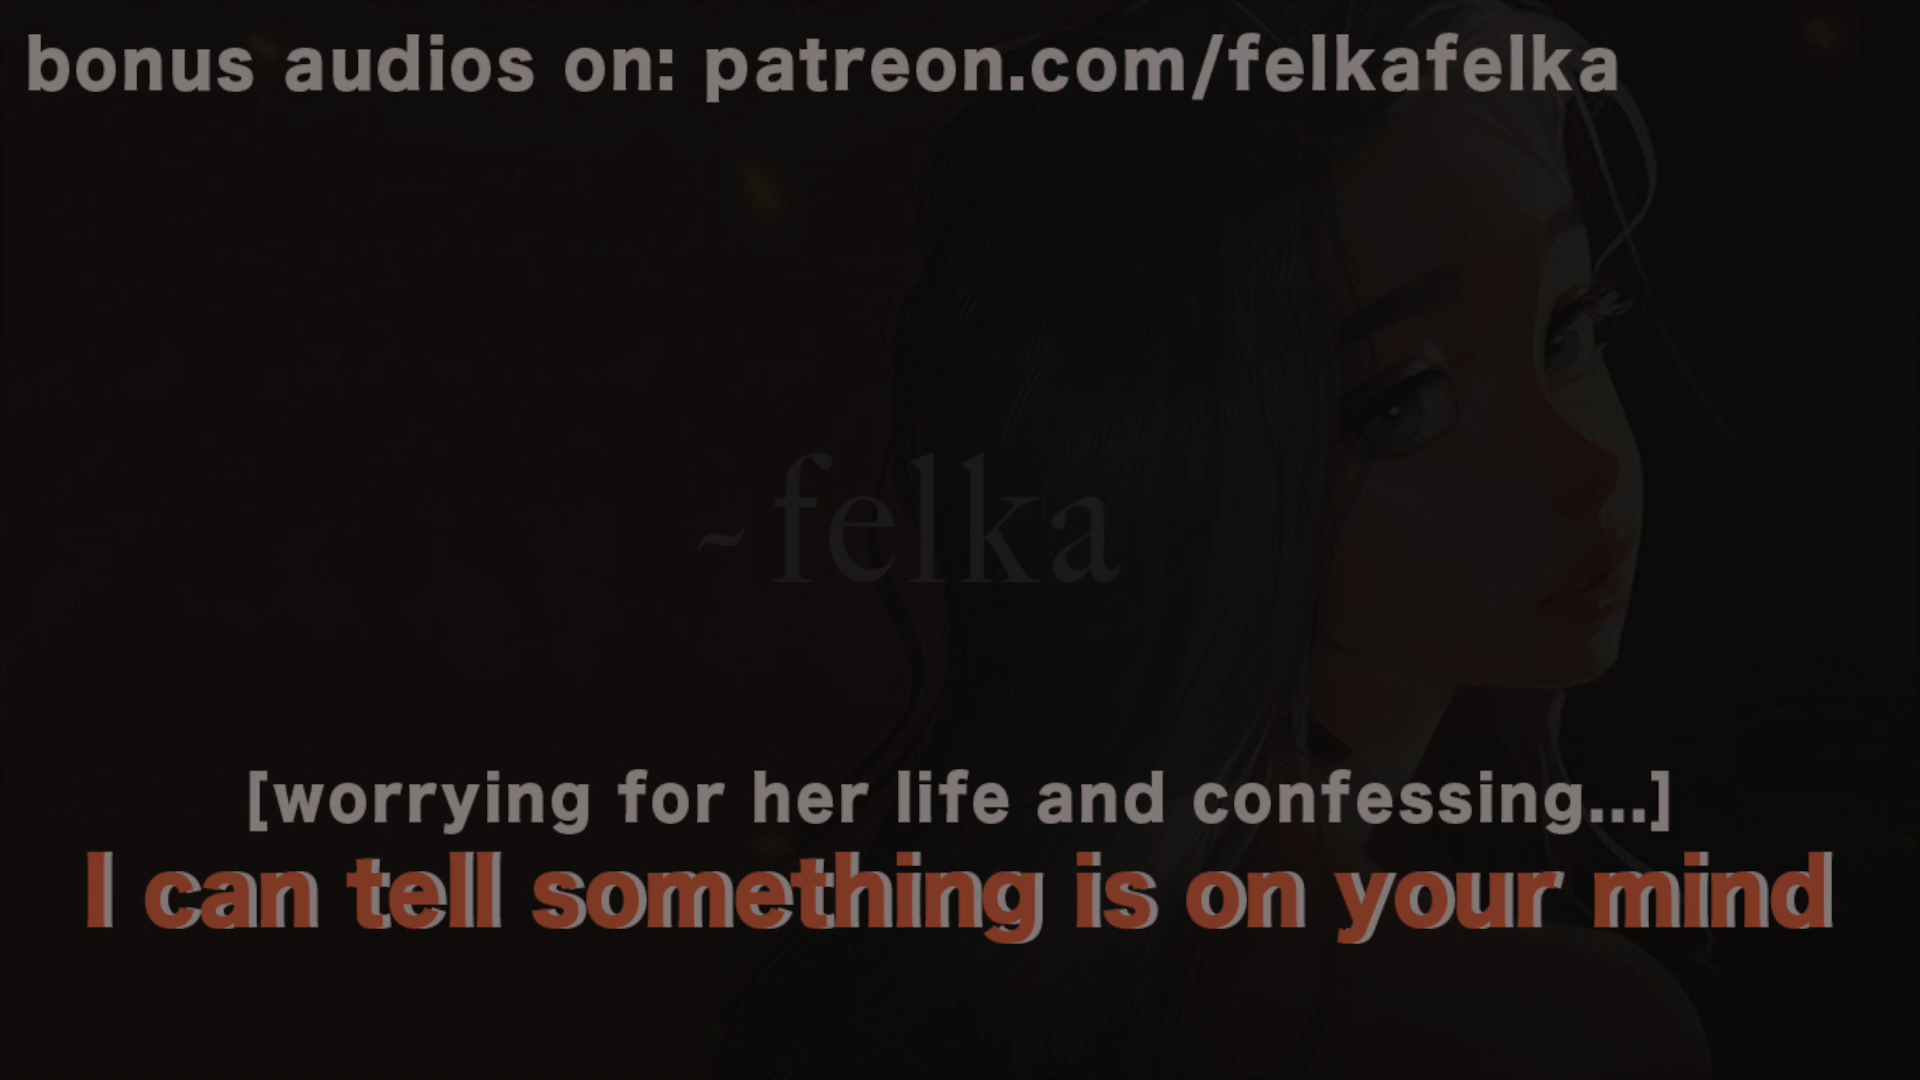 bonus audios on: patreon.com/felkafelka
~felka
[worrying for her life and confessing...]
I can tell something is on your mind